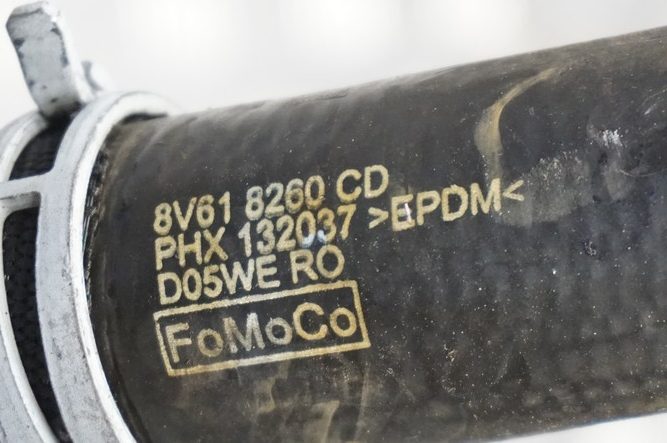 8V61 8260 CD
PHX 132037 >EPDM<
D05WE RO
FoMoCo